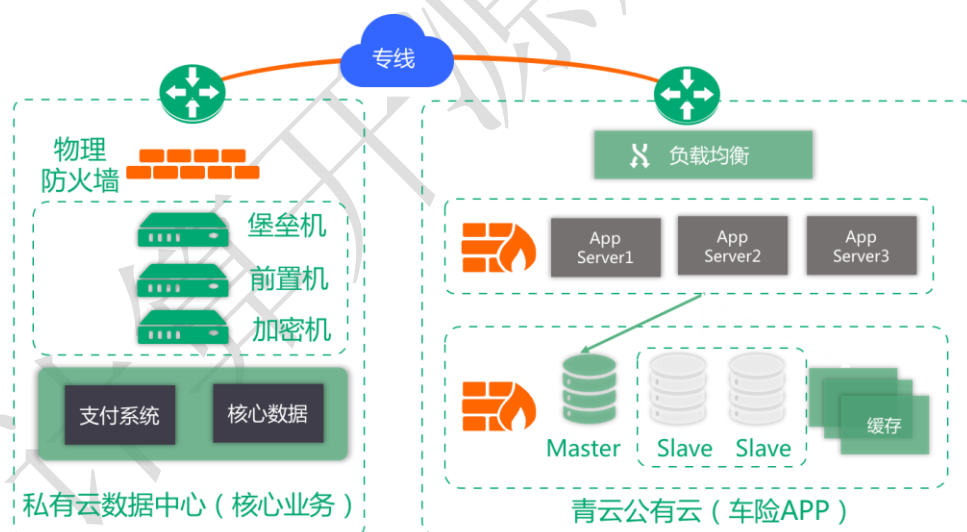 专线
物理
防火墙
堡垒机
前置机
加密机
支付系统
核心数据
私有云数据中心（核心业务）
负载均衡
App
Server1
App
Server2
App
Server3
Master
Slave
Slave
缓存
青云公有云（车险APP）